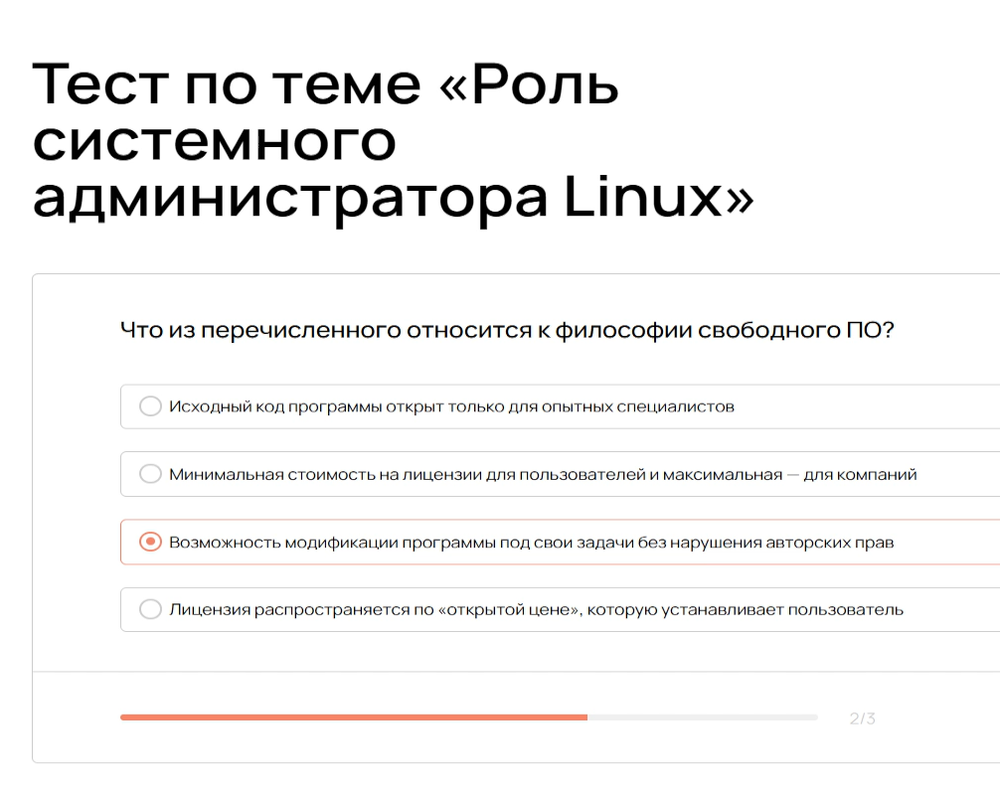 Тест по теме «Роль
системного
администратора Linux»
Что из перечисленного относится к философии свободного ПО?
Исходный код программы открыт только для опытных специалистов
Минимальная стоимость на лицензии для пользователей и максимальная — для компаний
Возможность модификации программы под свои задачи без нарушения авторских прав
Лицензия распространяется по «открытой цене», которую устанавливает пользователь
2/3